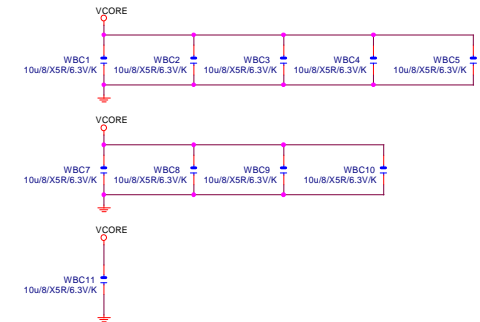 VCORE
WBC1 WBC2 WBC3 WBC4 WBC5
10u/8/X5R/6.3V/K 10u/8/X5R/6.3V/K 10u/8/X5R/6.3V/K 10u/8/X5R/6.3V/K 10u/8/X5R/6.3V/K
VCORE
WBC7 WBC8 WBC9 WBC10
10u/8/X5R/6.3V/K 10u/8/X5R/6.3V/K 10u/8/X5R/6.3V/K 10u/8/X5R/6.3V/K
VCORE
WBC11
10u/8/X5R/6.3V/K